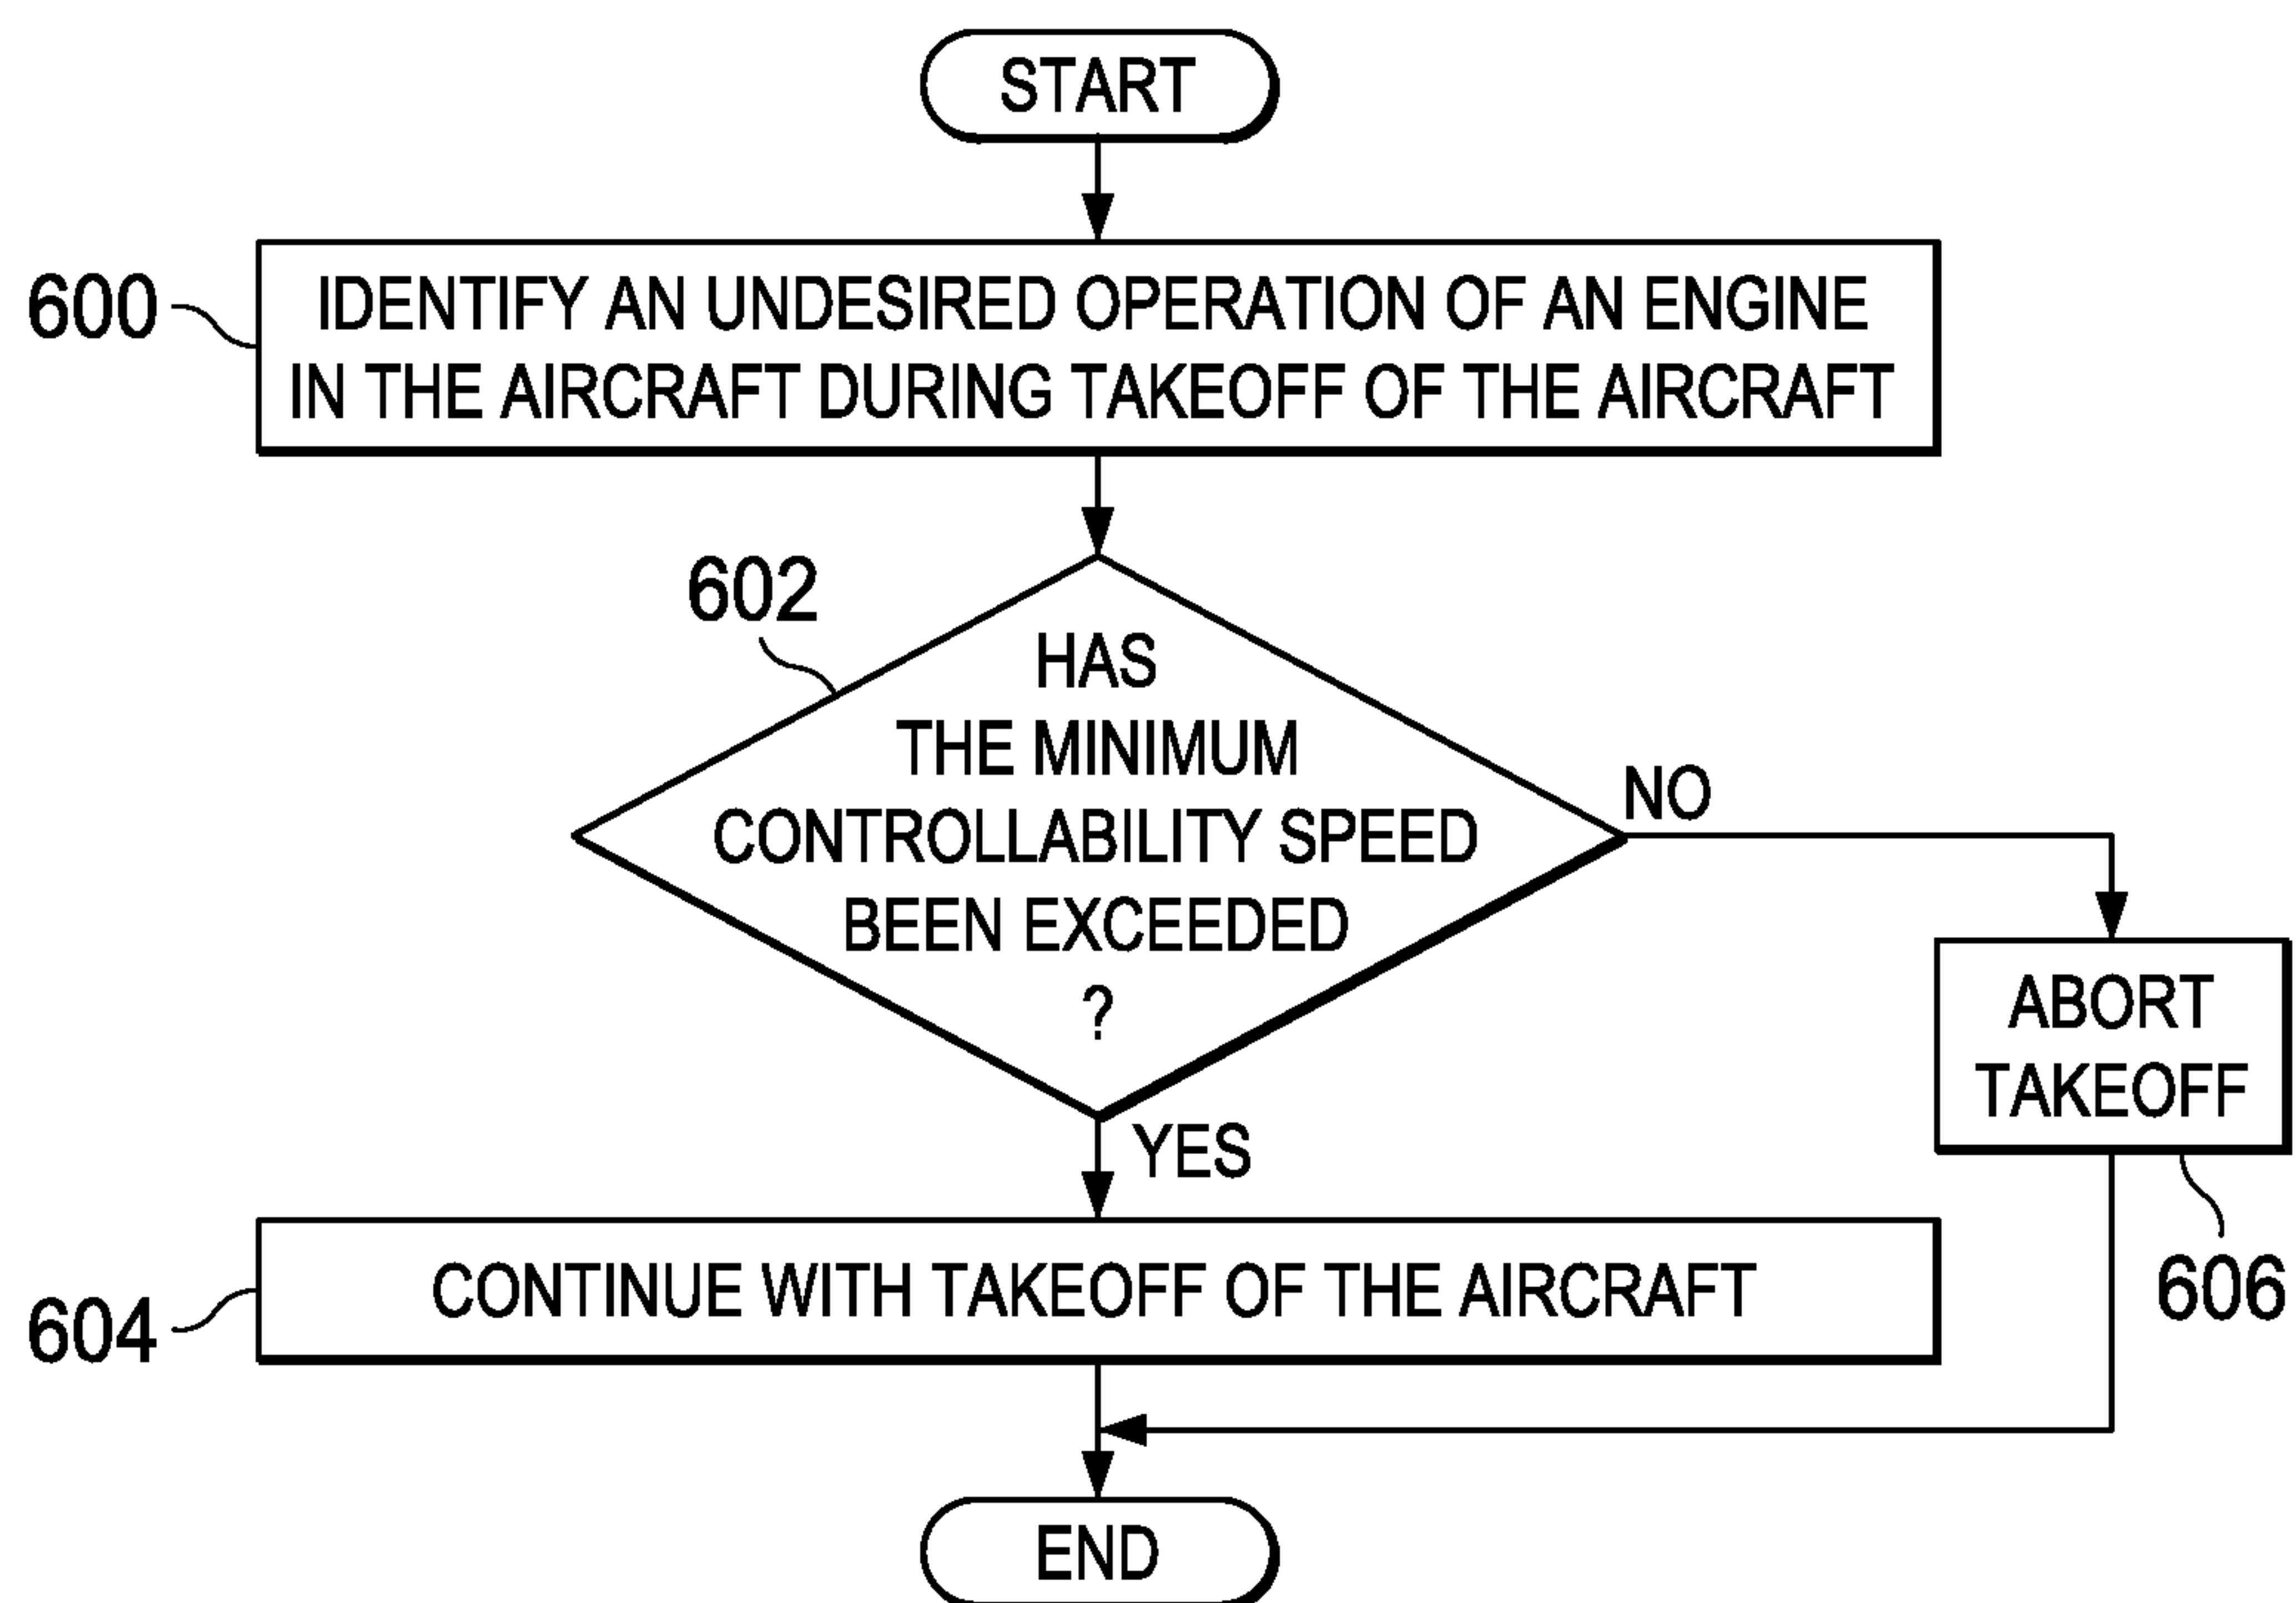 START
600
IDENTIFY AN UNDESIRED OPERATION OF AN ENGINE
IN THE AIRCRAFT DURING TAKEOFF OF THE AIRCRAFT
602
HAS
THE MINIMUM
CONTROLLABILITY SPEED
BEEN EXCEEDED
?
NO
ABORT
TAKEOFF
606
YES
604
CONTINUE WITH TAKEOFF OF THE AIRCRAFT
END